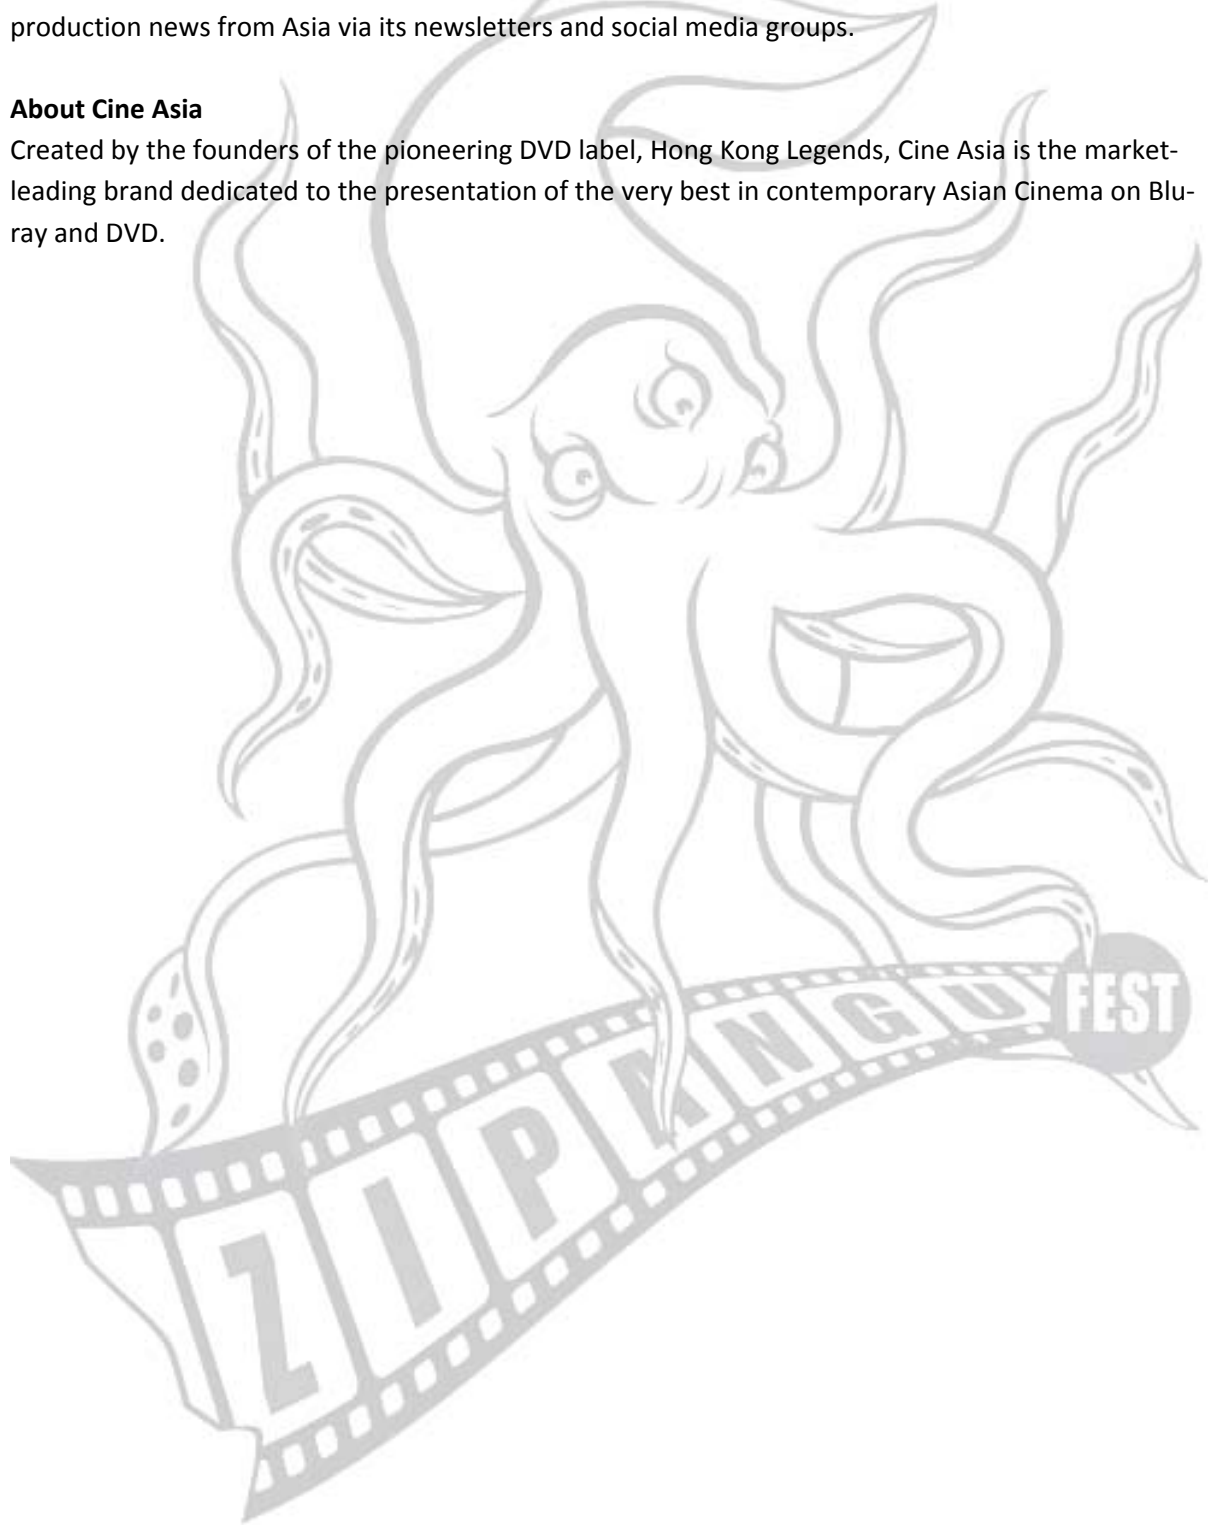 production news from Asia via its newsletters and social media groups.
About Cine Asia
Created by the founders of the pioneering DVD label, Hong Kong Legends, Cine Asia is the market-
leading brand dedicated to the presentation of the very best in contemporary Asian Cinema on Blu-
ray and DVD.
ZIPANGU
FEST